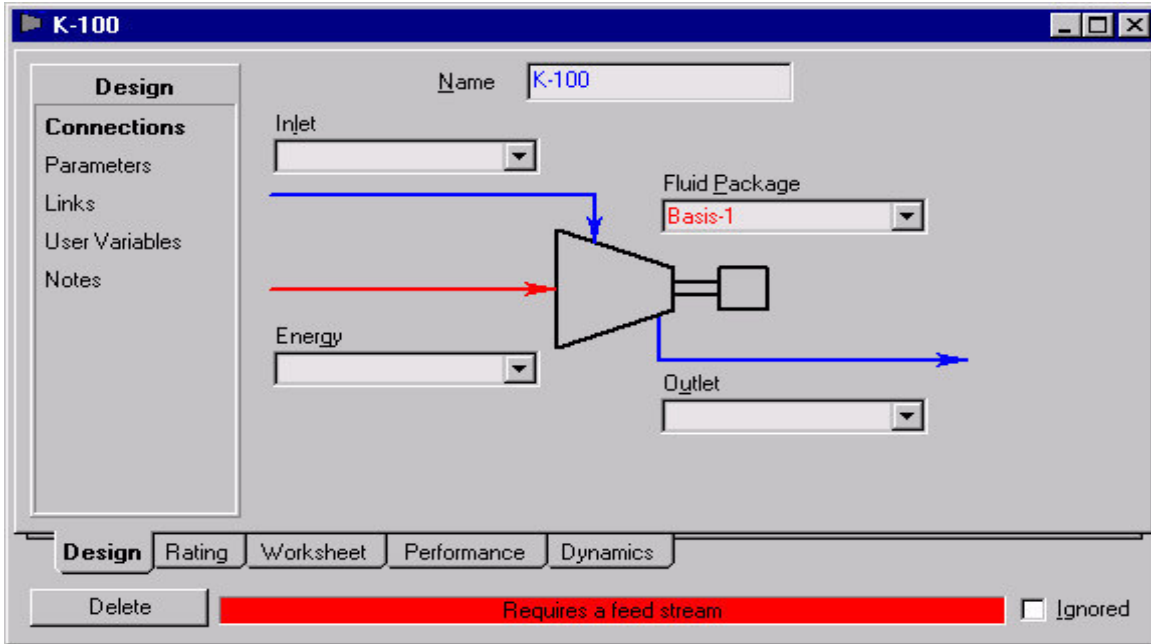 K-100
Design
Connections
Parameters
Links
User Variables
Notes
Name K-100
Inlet
Fluid Package
Basis-1
Energy
Outlet
Design Rating Worksheet Performance Dynamics
Delete Requires a feed stream Ignored